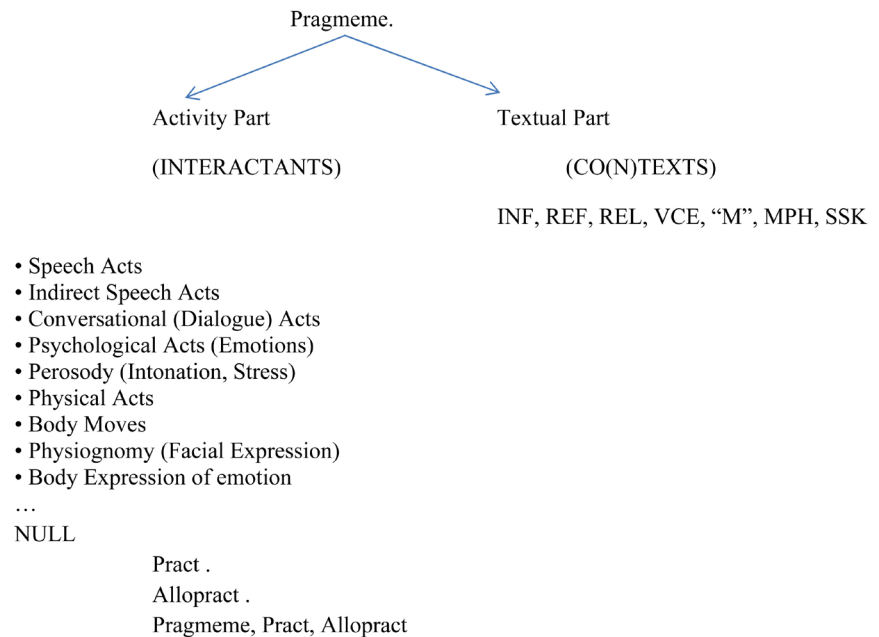 Pragmeme.
Activity Part Textual Part
(INTERACTANTS) (CO(N)TEXTS)
INF, REF, REL, VCE, “M”, MPH, SSK
• Speech Acts
• Indirect Speech Acts
• Conversational (Dialogue) Acts
• Psychological Acts (Emotions)
• Perosody (Intonation, Stress)
• Physical Acts
• Body Moves
• Physiognomy (Facial Expression)
• Body Expression of emotion
…
NULL
Pract .
Allopract .
Pragmeme, Pract, Allopract